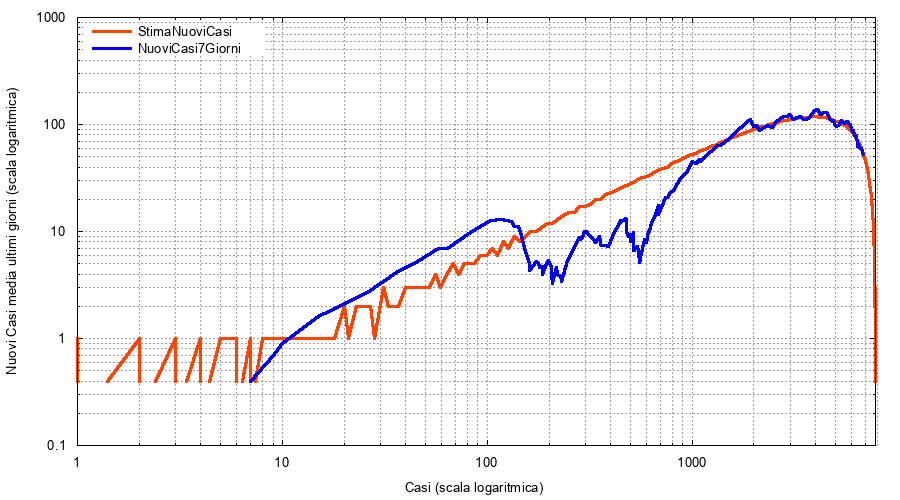 1000
StimaNuoviCasi
NuoviCasi7Giorni
100
10
1
0.1
Nuovi Casi media ultimi giorni (scala logaritmica)
1 10 100 1000
Casi (scala logaritmica)